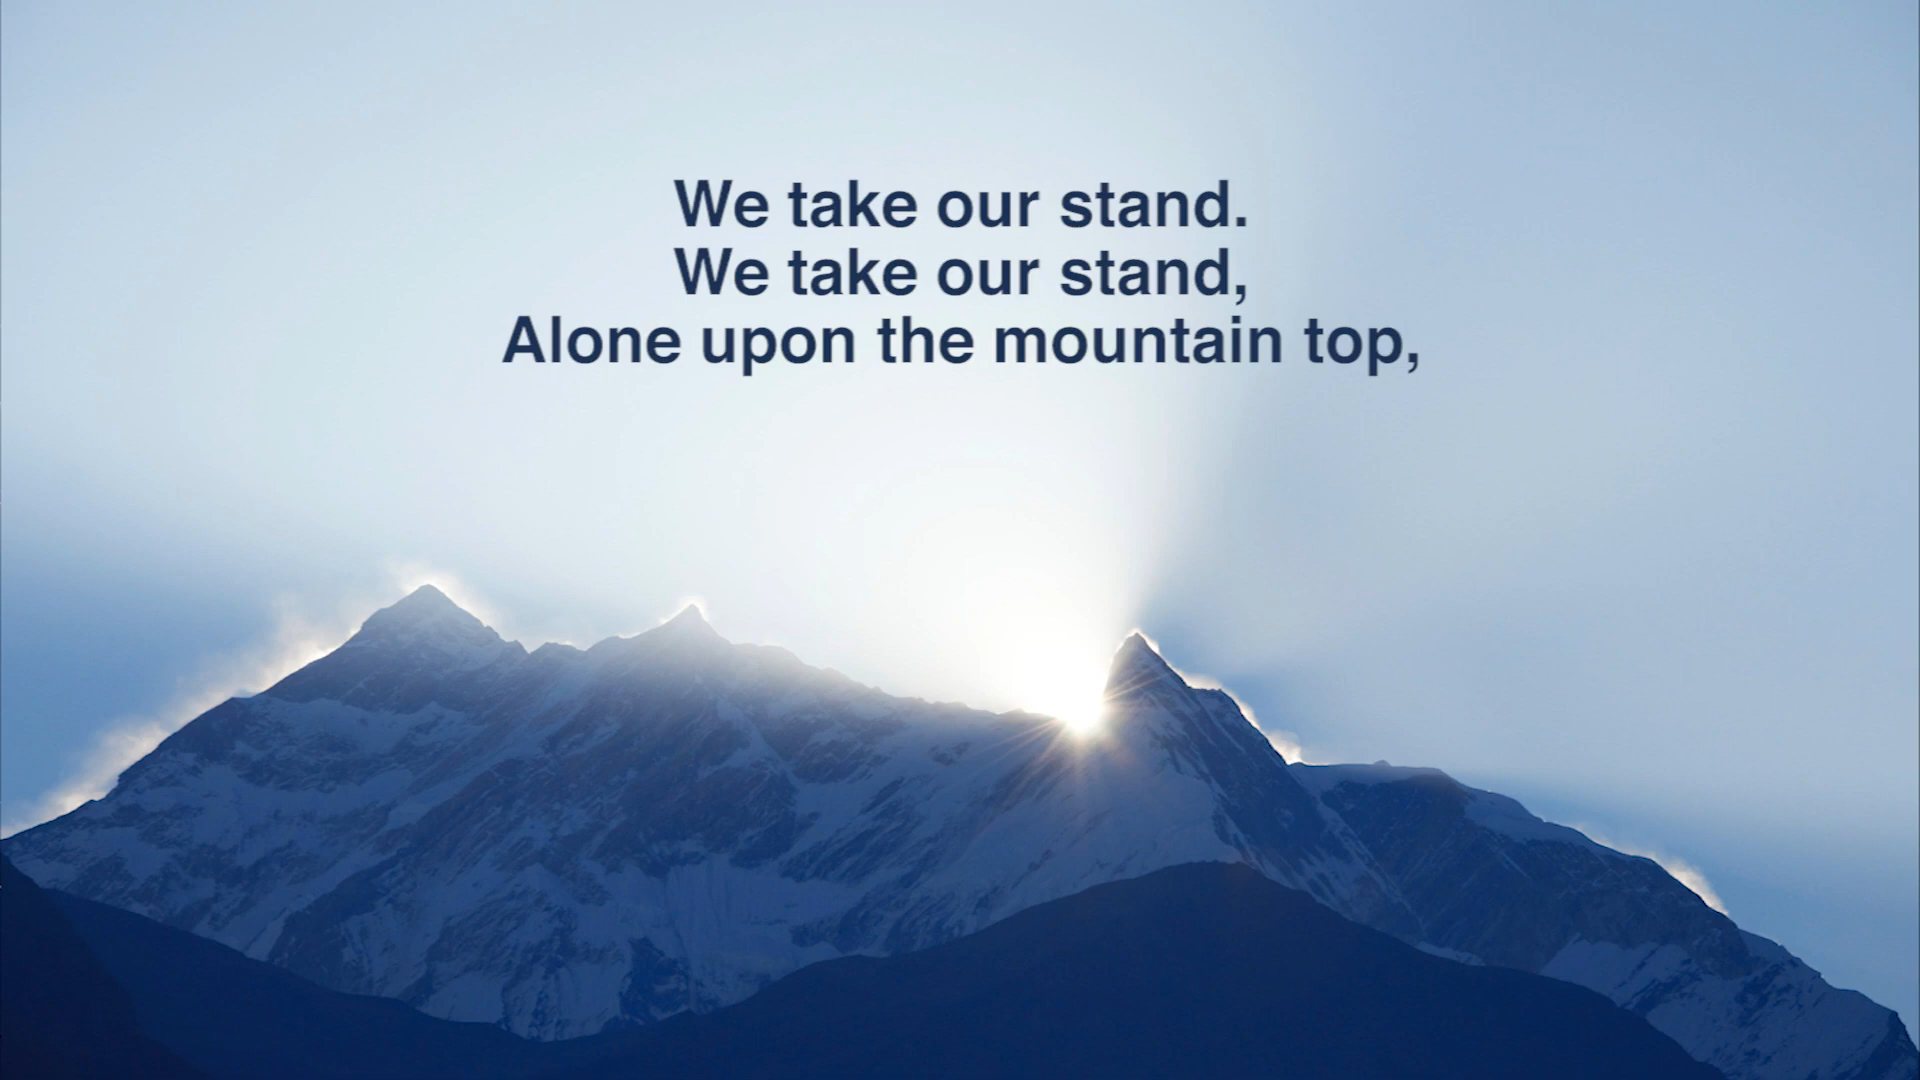 We take our stand.
We take our stand,
Alone upon the mountain top,